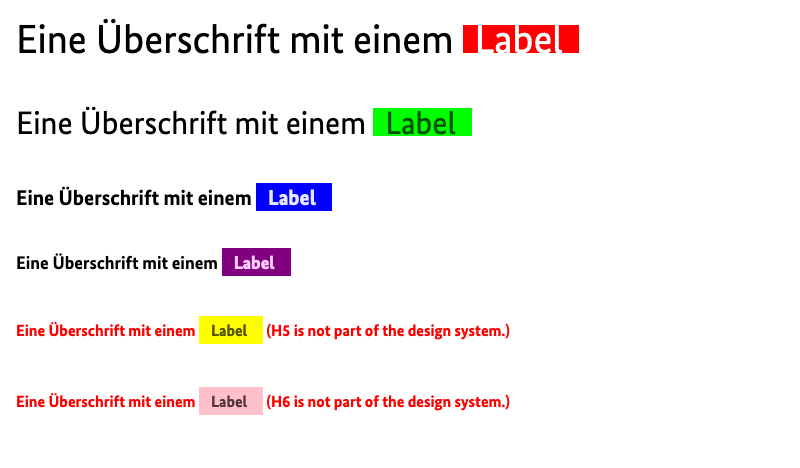 Eine Überschrift mit einem Label
Eine Überschrift mit einem Label
Eine Überschrift mit einem Label
Eine Überschrift mit einem Label
Eine Überschrift mit einem Label (H5 is not part of the design system.)
Eine Überschrift mit einem Label (H6 is not part of the design system.)